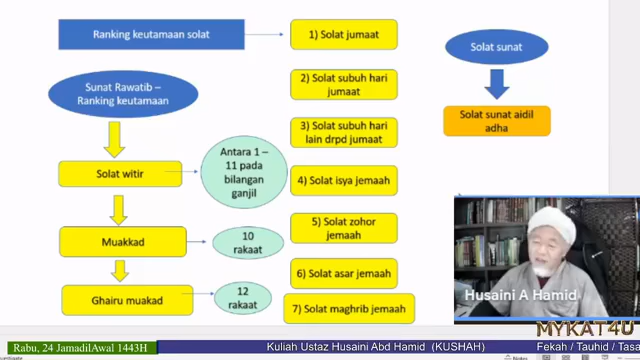 Ranking keutamaan solat
1) Solat jumaat
Solat sunat
2) Solat subuh hari
jumaat
Sunat Rawatib –
Ranking keutamaan
Solat sunat aidil
adha
3) Solat subuh hari
lain drpd jumaat
Antara 1 –
11 pada
bilangan
ganjil
Solat witir
4) Solat isya jemaah
5) Solat zohor
jemaah
Muakkad
10
rakaat
6) Solat asar jemaah
Ghairu muakad
12
rakaat
7) Solat maghrib jemaah
Husaini A Hamid
MYKAT4U
Rabu, 24 JamadilAwal 1443H
Kuliah Ustaz Husaini Abd Hamid (KUSHAH)
Fekah / Tauhid / Tasa
Notes